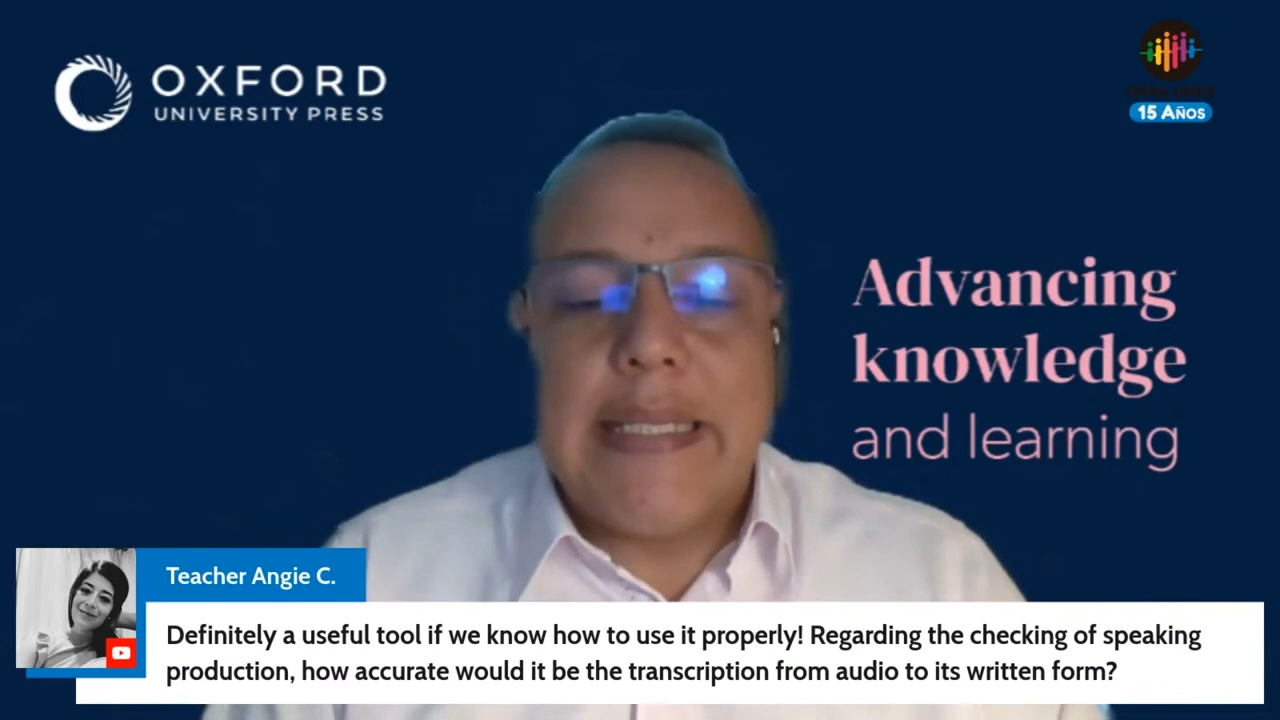 OXFORD
UNIVERSITY PRESS
15 AÑOS
Advancing
knowledge
and learning
Teacher Angie C.
Definitely a useful tool if we know how to use it properly! Regarding the checking of speaking
production, how accurate would it be the transcription from audio to its written form?